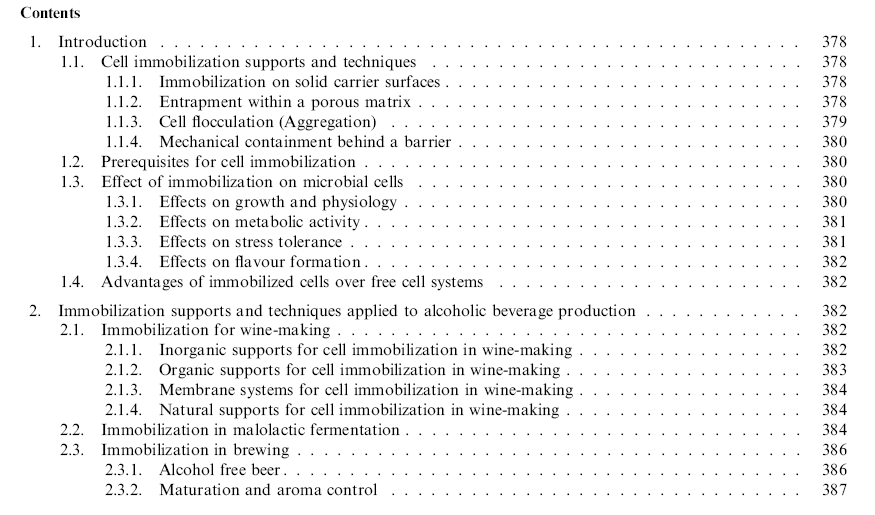 Contents
1. Introduction . . . . . . . . . . . . . . . . . . . . . . . . . . . . . . . . . . . . . . . . . . . . . . . . 378
1.1. Cell immobilization supports and techniques . . . . . . . . . . . . . . . . . . . . . . . . . . . . 378
1.1.1. Immobilization on solid carrier surfaces . . . . . . . . . . . . . . . . . . . . . . . . . . . 378
1.1.2. Entrapment within a porous matrix . . . . . . . . . . . . . . . . . . . . . . . . . . . . . 378
1.1.3. Cell flocculation (Aggregation) . . . . . . . . . . . . . . . . . . . . . . . . . . . . . . . 379
1.1.4. Mechanical containment behind a barrier . . . . . . . . . . . . . . . . . . . . . . . . . . 380
1.2. Prerequisites for cell immobilization . . . . . . . . . . . . . . . . . . . . . . . . . . . . . . . . . 380
1.3. Effect of immobilization on microbial cells . . . . . . . . . . . . . . . . . . . . . . . . . . . . . 380
1.3.1. Effects on growth and physiology . . . . . . . . . . . . . . . . . . . . . . . . . . . . . . 380
1.3.2. Effects on metabolic activity . . . . . . . . . . . . . . . . . . . . . . . . . . . . . . . . . 381
1.3.3. Effects on stress tolerance . . . . . . . . . . . . . . . . . . . . . . . . . . . . . . . . . . 381
1.3.4. Effects on flavour formation . . . . . . . . . . . . . . . . . . . . . . . . . . . . . . . . . 382
1.4. Advantages of immobilized cells over free cell systems . . . . . . . . . . . . . . . . . . . . . . . 382
2. Immobilization supports and techniques applied to alcoholic beverage production . . . . . . . . . . . . 382
2.1. Immobilization for wine-making . . . . . . . . . . . . . . . . . . . . . . . . . . . . . . . . . . . 382
2.1.1. Inorganic supports for cell immobilization in wine-making . . . . . . . . . . . . . . . . . 382
2.1.2. Organic supports for cell immobilization in wine-making . . . . . . . . . . . . . . . . . . 383
2.1.3. Membrane systems for cell immobilization in wine-making . . . . . . . . . . . . . . . . . 384
2.1.4. Natural supports for cell immobilization in wine-making . . . . . . . . . . . . . . . . . . 384
2.2. Immobilization in malolactic fermentation . . . . . . . . . . . . . . . . . . . . . . . . . . . . . . 384
2.3. Immobilization in brewing . . . . . . . . . . . . . . . . . . . . . . . . . . . . . . . . . . . . . . 386
2.3.1. Alcohol free beer . . . . . . . . . . . . . . . . . . . . . . . . . . . . . . . . . . . . . . . 386
2.3.2. Maturation and aroma control . . . . . . . . . . . . . . . . . . . . . . . . . . . . . . . 387